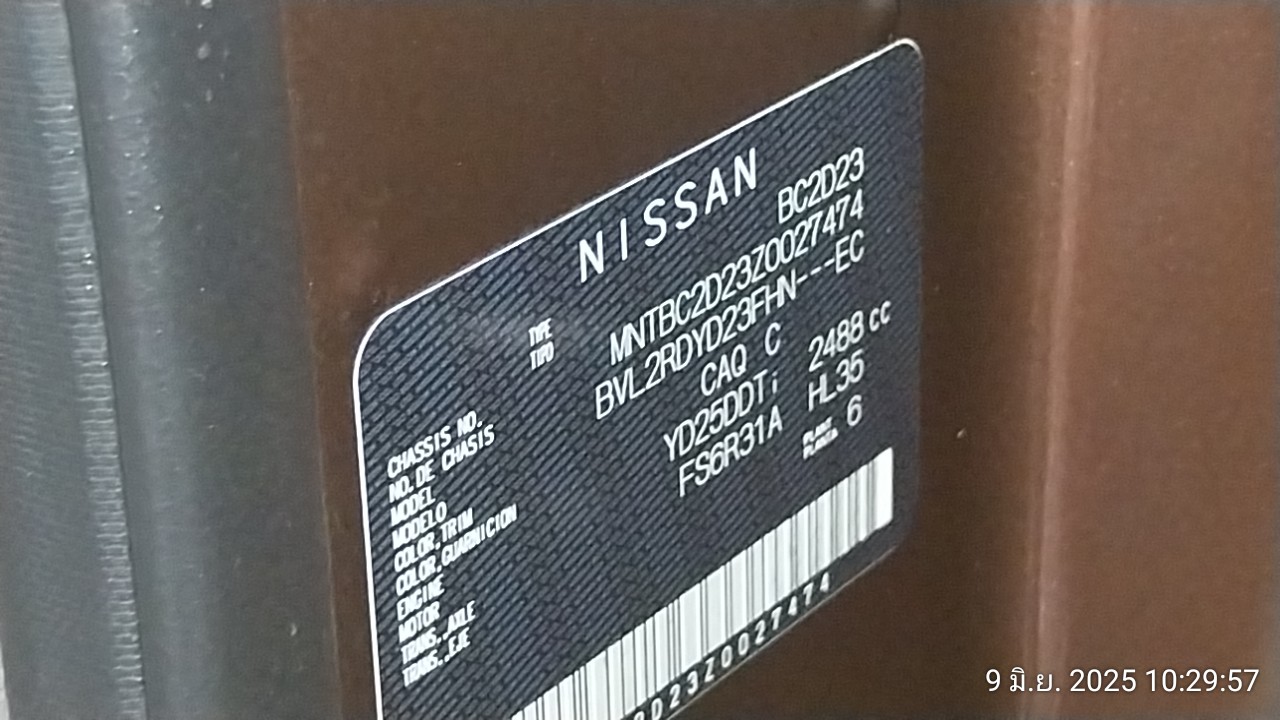 NISSAN
TYPE BC2D23
TIPO
CHASSIS NO. MNTBC2D23Z0027474
NO. DE CHASIS
MODEL BVL2RDYD23FHN---EC
MODELO
COLOR, TRIM CAQ C
COLOR, GUARNICION
ENGINE YD25DDTi 2488 cc
MOTOR
TRANS., AXLE FS6R31A HL35
TRANS., EJE
PLANT 6
PLANTA
D23Z0027474
9 มิ.ย. 2025 10:29:57